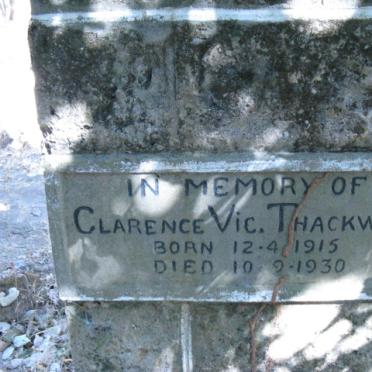 IN MEMORY OF
CLARENCE VIC. THACKW
BORN 12-4-1915
DIED 10-9-1930